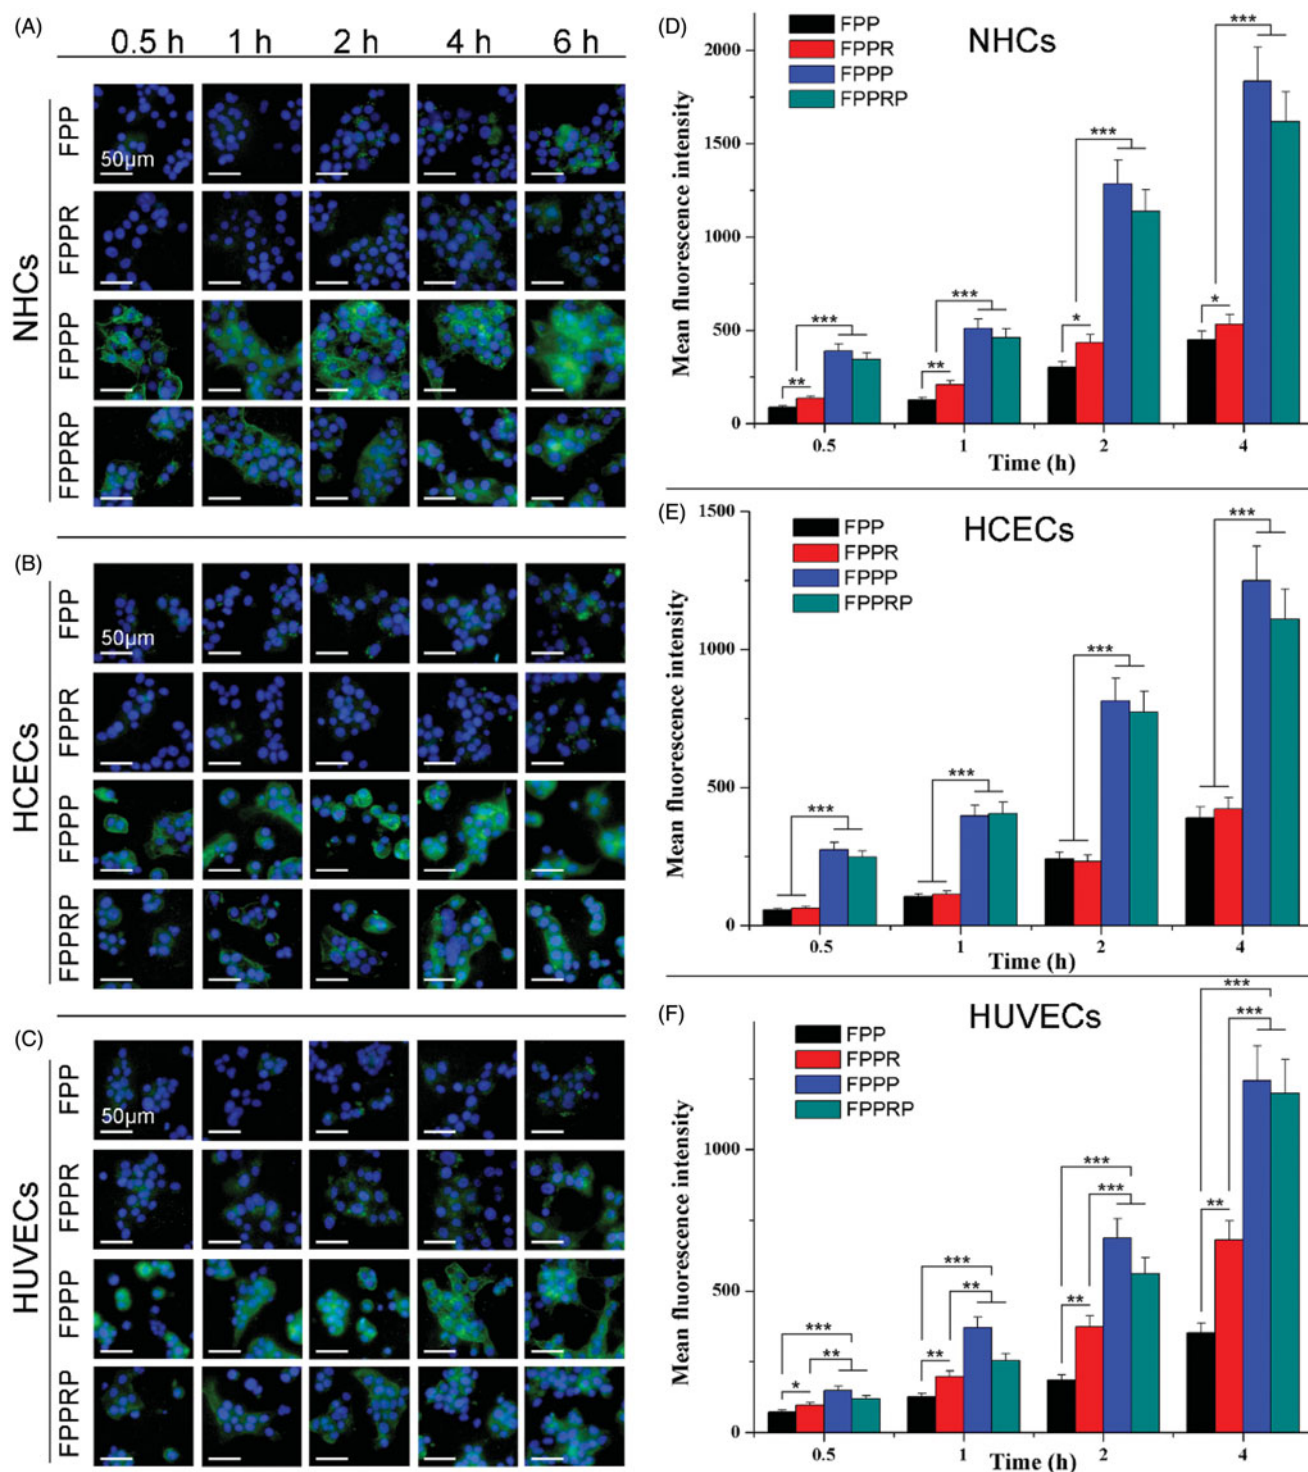 (A)
0.5 h 1 h 2 h 4 h 6 h
NHCs
FPP
50μm
FPPR
FPPP
FPPRP
(B)
HCECs
FPP
50μm
FPPR
FPPP
FPPRP
(C)
HUVECs
FPP
50μm
FPPR
FPPP
FPPRP
(D)
NHCs
FPP
FPPR
FPPP
FPPRP
Mean fluorescence intensity
2000
1500
1000
500
0
** ***
** ***
* ***
* ***
0.5 1 2 4
Time (h)
(E)
HCECs
FPP
FPPR
FPPP
FPPRP
Mean fluorescence intensity
1500
1000
500
0
***
***
***
***
0.5 1 2 4
Time (h)
(F)
HUVECs
FPP
FPPR
FPPP
FPPRP
Mean fluorescence intensity
1000
500
0
* ** ***
** ** ***
** *** ***
** *** ***
0.5 1 2 4
Time (h)